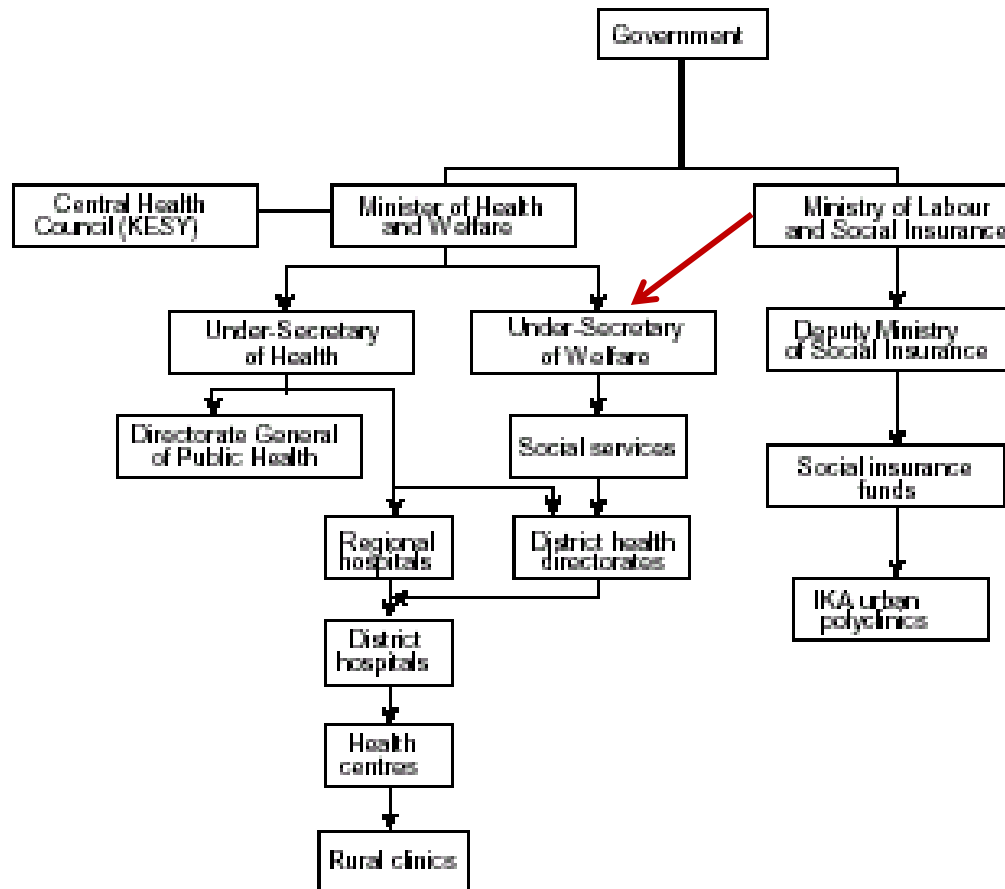 Government
Central Health
Council (KESY)
Minister of Health
and Welfare
Ministry of Labour
and Social Insurance
Under-Secretary
of Health
Under-Secretary
of Welfare
Deputy Ministry
of Social Insurance
Directorate General
of Public Health
Social services
Social insurance
funds
Regional
hospitals
District health
directorates
IKA urban
polyclinics
District
hospitals
Health
centres
Rural clinics